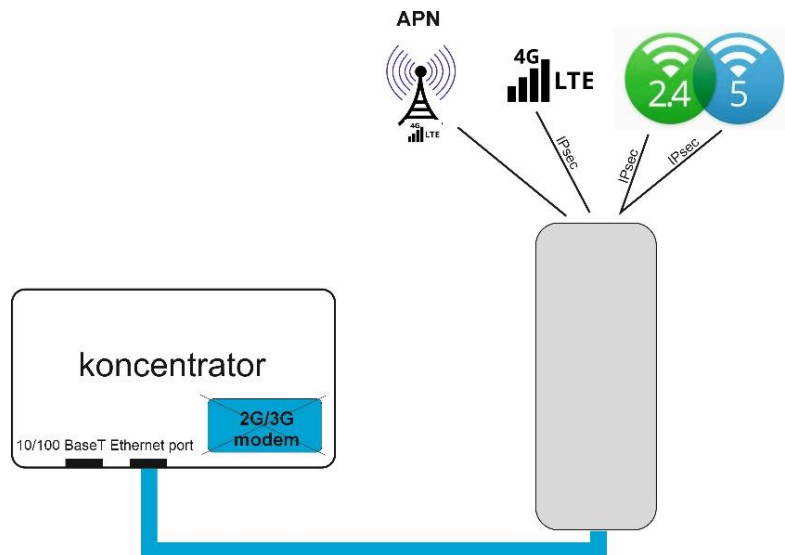 APN
4G
LTE
4G
LTE
2.4
5
IPsec
IPsec
IPsec
koncentrator
2G/3G
modem
10/100 BaseT Ethernet port